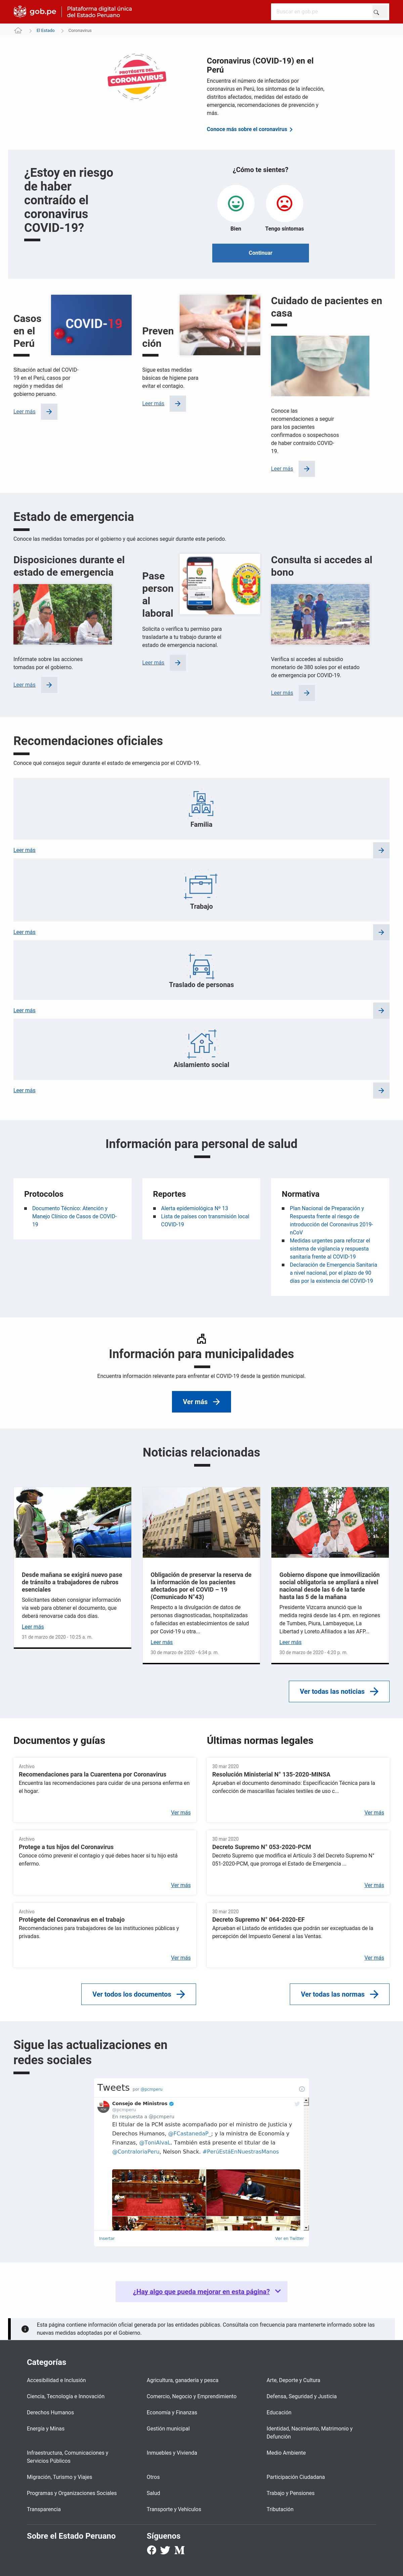 gob.pe
Plataforma digital única
del Estado Peruano
Buscar en gob.pe
El Estado
Coronavirus
PROTÉGETE DEL
CORONAVIRUS
Coronavirus (COVID-19) en el
Perú
Encuentra el número de infectados por
coronavirus en Perú, los síntomas de la infección,
distritos afectados, medidas del estado de
emergencia, recomendaciones de prevención y
más.
Conoce más sobre el coronavirus
¿Estoy en riesgo
de haber
contraído el
coronavirus
COVID-19?
¿Cómo te sientes?
Bien
Tengo síntomas
Continuar
Casos
en el
Perú
COVID-19
Situación actual del COVID-
19 en el Perú, casos por
región y medidas del
gobierno peruano.
Leer más
Preven
ción
Sigue estas medidas
básicas de higiene para
evitar el contagio.
Leer más
Cuidado de pacientes en
casa
Conoce las
recomendaciones a seguir
para los pacientes
confirmados o sospechosos
de haber contraído COVID-
19.
Leer más
Estado de emergencia
Conoce las medidas tomadas por el gobierno y qué acciones seguir durante este periodo.
Disposiciones durante el
estado de emergencia
Infórmate sobre las acciones
tomadas por el gobierno.
Leer más
Pase
person
al
laboral
Solicita o verifica tu permiso para
trasladarte a tu trabajo durante el
estado de emergencia nacional.
Leer más
Consulta si accedes al
bono
Verifica si accedes al subsidio
monetario de 380 soles por el estado
de emergencia por COVID-19.
Leer más
Recomendaciones oficiales
Conoce qué consejos seguir durante el estado de emergencia por el COVID-19.
Familia
Leer más
Trabajo
Leer más
Traslado de personas
Leer más
Aislamiento social
Leer más
Información para personal de salud
Protocolos
Documento Técnico: Atención y
Manejo Clínico de Casos de COVID-
19
Reportes
Alerta epidemiológica Nº 13
Lista de países con transmisión local
COVID-19
Normativa
Plan Nacional de Preparación y
Respuesta frente al riesgo de
introducción del Coronavirus 2019-
nCoV
Medidas urgentes para reforzar el
sistema de vigilancia y respuesta
sanitaria frente al COVID-19
Declaración de Emergencia Sanitaria
a nivel nacional, por el plazo de 90
días por la existencia del COVID-19
Información para municipalidades
Encuentra información relevante para enfrentar el COVID-19 desde la gestión municipal.
Ver más
Noticias relacionadas
Desde mañana se exigirá nuevo pase
de tránsito a trabajadores de rubros
esenciales
Solicitantes deben consignar información
vía web para obtener el documento, que
deberá renovarse cada dos días.
Leer más
31 de marzo de 2020 - 10:25 a. m.
Obligación de preservar la reserva de
la información de los pacientes
afectados por el COVID – 19
(Comunicado N°43)
Respecto a la divulgación de datos de
personas diagnosticadas, hospitalizadas
o fallecidas en establecimientos de salud
por Covid-19 u otra...
Leer más
30 de marzo de 2020 - 6:34 p. m.
Gobierno dispone que inmovilización
social obligatoria se ampliará a nivel
nacional desde las 6 de la tarde
hasta las 5 de la mañana
Presidente Vizcarra anunció que la
medida regirá desde las 4 pm. en regiones
de Tumbes, Piura, Lambayeque, La
Libertad y Loreto.Afiliados a las AFP...
Leer más
30 de marzo de 2020 - 4:20 p. m.
Ver todas las noticias
Documentos y guías
Archivo
Recomendaciones para la Cuarentena por Coronavirus
Encuentra las recomendaciones para cuidar de una persona enferma en
el hogar.
Ver más
Archivo
Protege a tus hijos del Coronavirus
Conoce cómo prevenir el contagio y qué debes hacer si tu hijo está
enfermo.
Ver más
Archivo
Protégete del Coronavirus en el trabajo
Recomendaciones para trabajadores de las instituciones públicas y
privadas.
Ver más
Ver todos los documentos
Últimas normas legales
30 mar 2020
Resolución Ministerial N° 135-2020-MINSA
Aprueban el documento denominado: Especificación Técnica para la
confección de mascarillas faciales textiles de uso c...
Ver más
30 mar 2020
Decreto Supremo N° 053-2020-PCM
Decreto Supremo que modifica el Artículo 3 del Decreto Supremo N°
051-2020-PCM, que prorroga el Estado de Emergencia ...
Ver más
30 mar 2020
Decreto Supremo N° 064-2020-EF
Aprueban el Listado de entidades que podrán ser exceptuadas de la
percepción del Impuesto General a las Ventas.
Ver más
Ver todas las normas
Sigue las actualizaciones en
redes sociales
Tweets por @pcmperu
Consejo de Ministros
@pcmperu
En respuesta a @pcmperu
El titular de la PCM asiste acompañado por el ministro de Justicia y
Derechos Humanos, @FCastanedaP_; y la ministra de Economía y
Finanzas, @ToniAlvaL. También está presente el titular de la
@ContraloriaPeru, Nelson Shack. #PerúEstáEnNuestrasManos
Insertar
Ver en Twitter
¿Hay algo que pueda mejorar en esta página?
Esta página contiene información oficial generada por las entidades públicas. Consúltala con frecuencia para mantenerte informado sobre las
nuevas medidas adoptadas por el Gobierno.
Categorías
Accesibilidad e Inclusión
Agricultura, ganadería y pesca
Arte, Deporte y Cultura
Ciencia, Tecnología e Innovación
Comercio, Negocio y Emprendimiento
Defensa, Seguridad y Justicia
Derechos Humanos
Economía y Finanzas
Educación
Energía y Minas
Gestión municipal
Identidad, Nacimiento, Matrimonio y
Defunción
Infraestructura, Comunicaciones y
Servicios Públicos
Inmuebles y Vivienda
Medio Ambiente
Migración, Turismo y Viajes
Otros
Participación Ciudadana
Programas y Organizaciones Sociales
Salud
Trabajo y Pensiones
Transparencia
Transporte y Vehículos
Tributación
Sobre el Estado Peruano
Síguenos